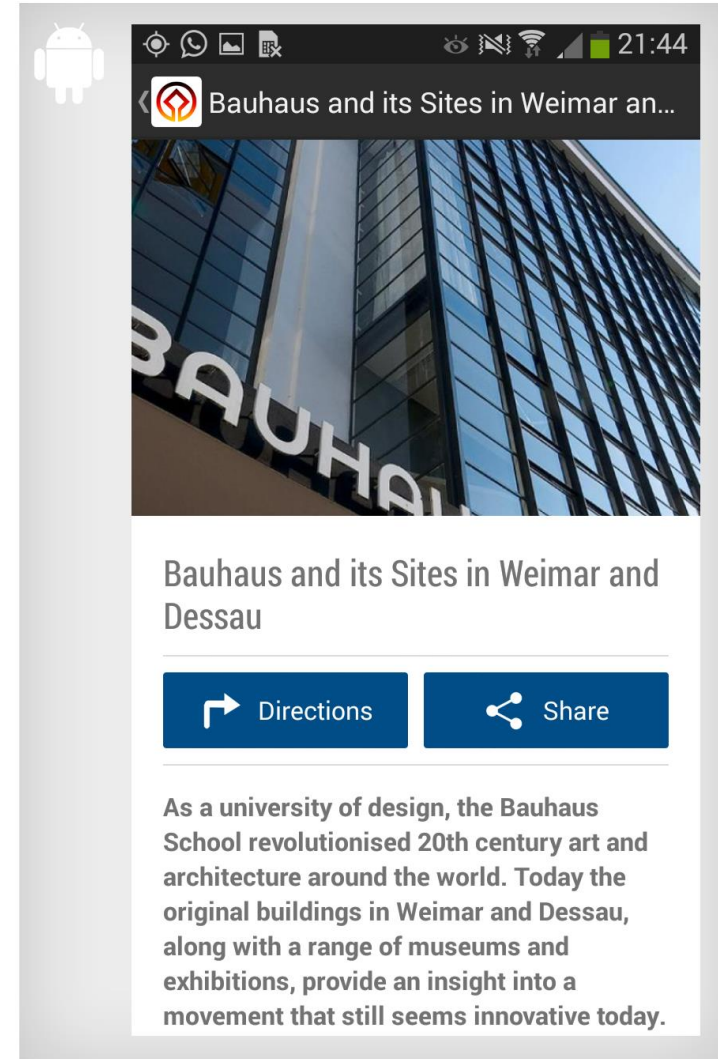 21:44
Bauhaus and its Sites in Weimar an...
BAUHAU
Bauhaus and its Sites in Weimar and
Dessau
Directions
Share
As a university of design, the Bauhaus
School revolutionised 20th century art and
architecture around the world. Today the
original buildings in Weimar and Dessau,
along with a range of museums and
exhibitions, provide an insight into a
movement that still seems innovative today.